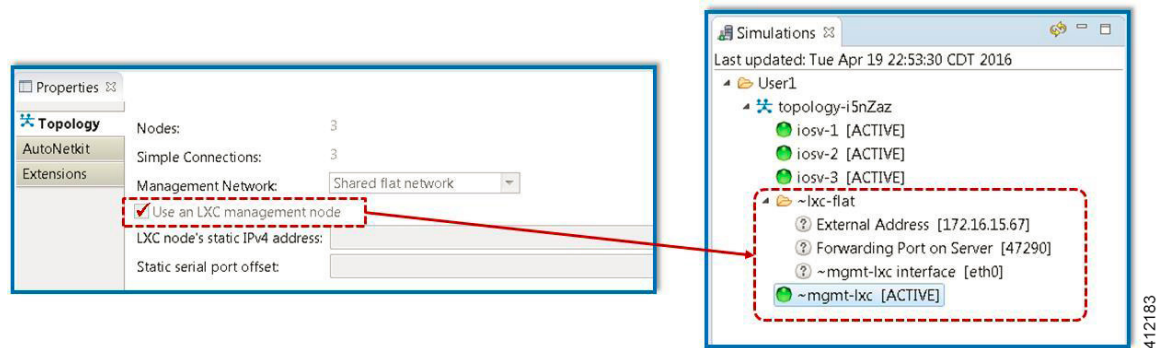 Properties
Topology
AutoNetkit
Extensions
Nodes: 3
Simple Connections: 3
Management Network: Shared flat network
Use an LXC management node
LXC node's static IPv4 address:
Static serial port offset:
Simulations
Last updated: Tue Apr 19 22:53:30 CDT 2016
User1
topology-i5nZaz
iosv-1 [ACTIVE]
iosv-2 [ACTIVE]
iosv-3 [ACTIVE]
~lxc-flat
External Address [172.16.15.67]
Forwarding Port on Server [47290]
~mgmt-lxc interface [eth0]
~mgmt-lxc [ACTIVE]
412183